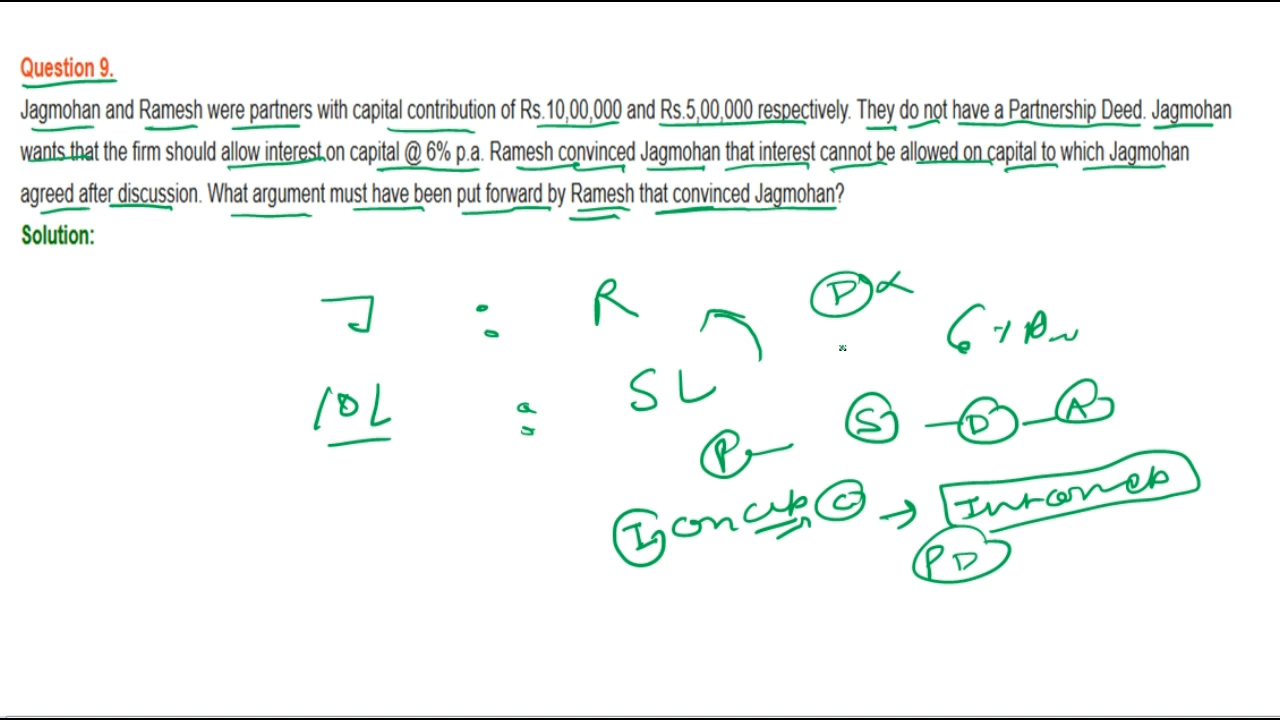 Question 9.
Jagmohan and Ramesh were partners with capital contribution of Rs.10,00,000 and Rs.5,00,000 respectively. They do not have a Partnership Deed. Jagmohan
wants that the firm should allow interest on capital @ 6% p.a. Ramesh convinced Jagmohan that interest cannot be allowed on capital to which Jagmohan
agreed after discussion. What argument must have been put forward by Ramesh that convinced Jagmohan?
Solution:
J : R P
6 %
10L : 5L
S D A
P
I on cap
PD